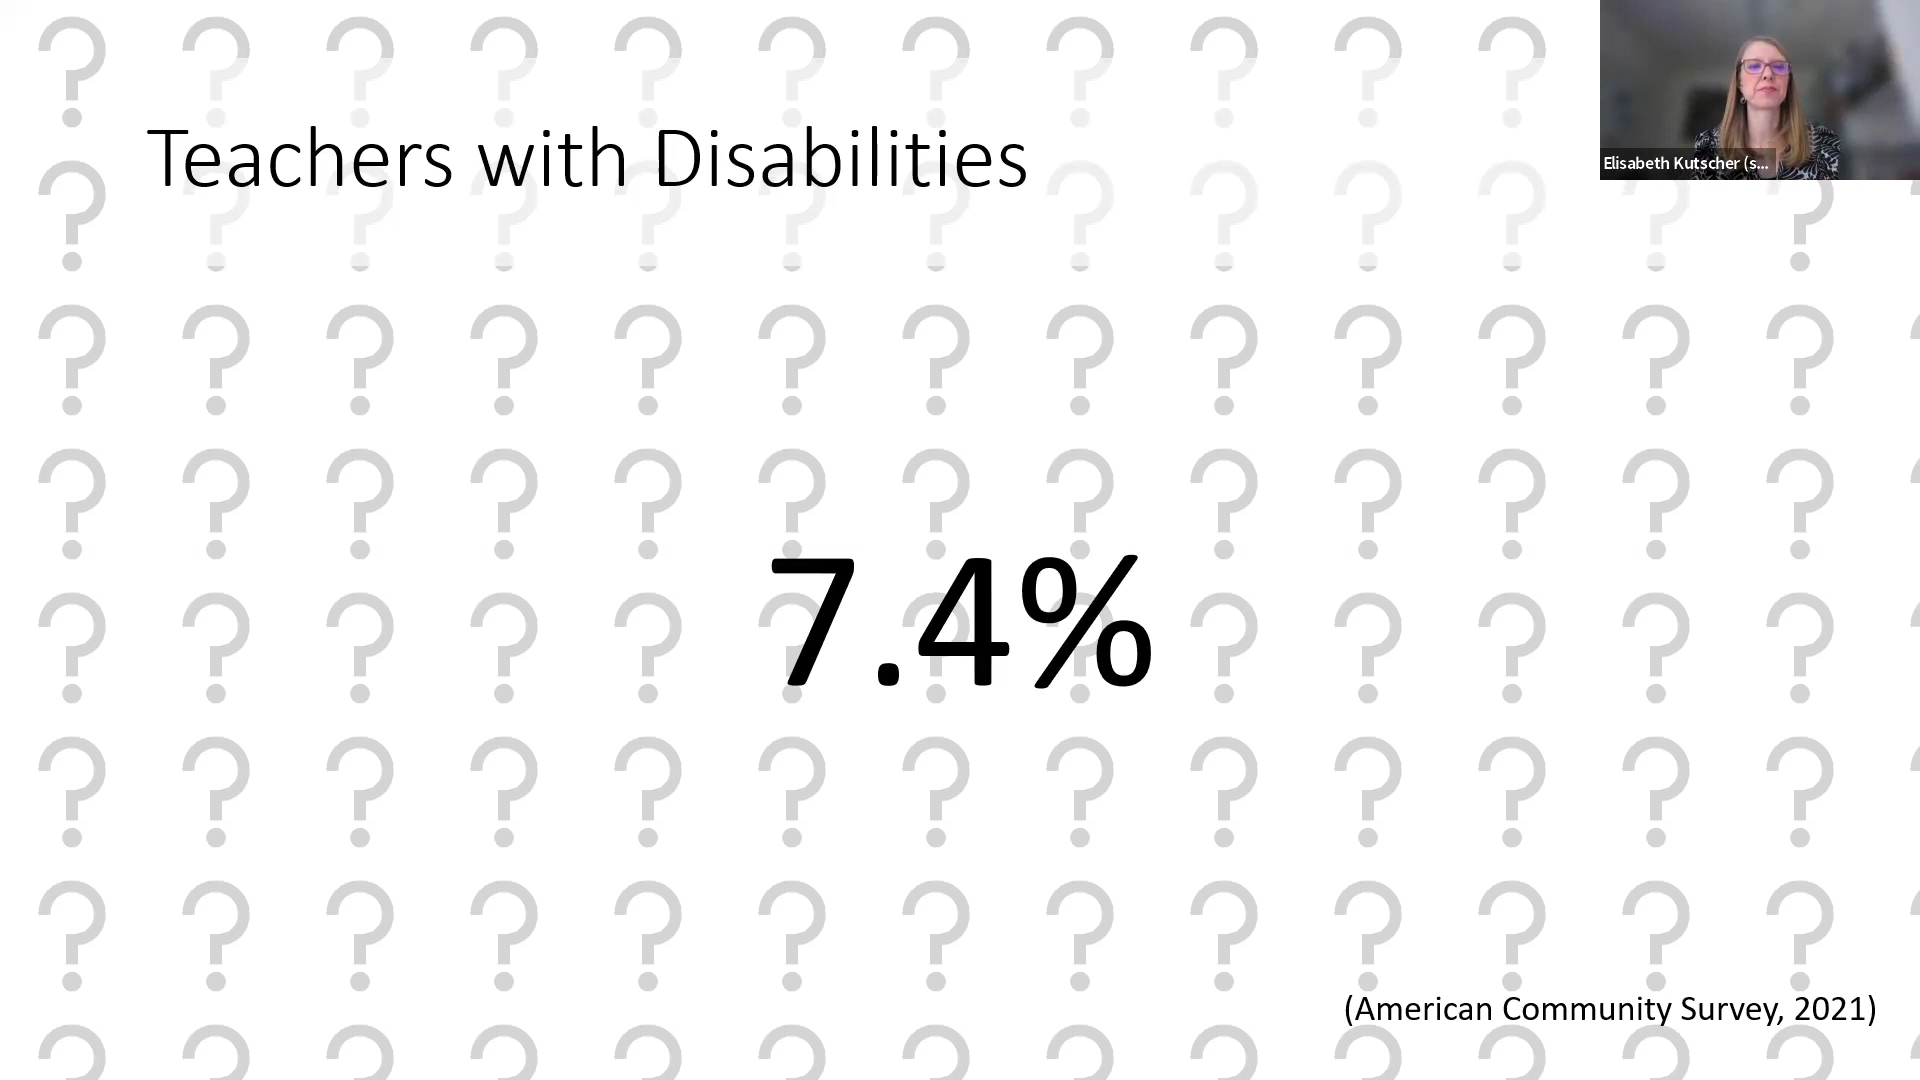 Teachers with Disabilities
Elisabeth Kutscher (s...
7.4%
(American Community Survey, 2021)